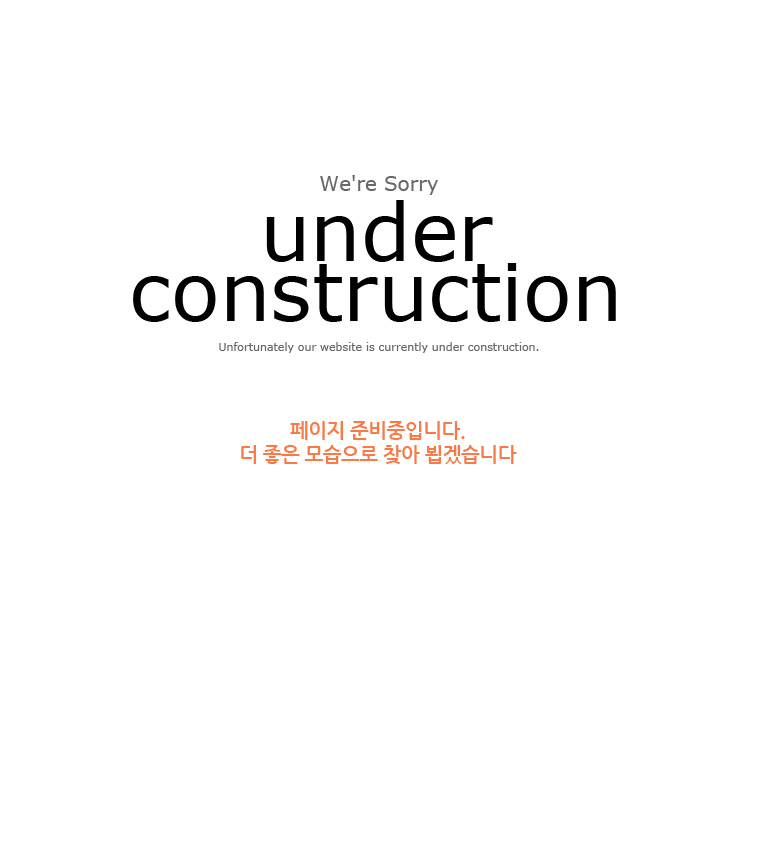 We're Sorry
under
construction
Unfortunately our website is currently under construction.
페이지 준비중입니다.
더 좋은 모습으로 찾아 뵙겠습니다